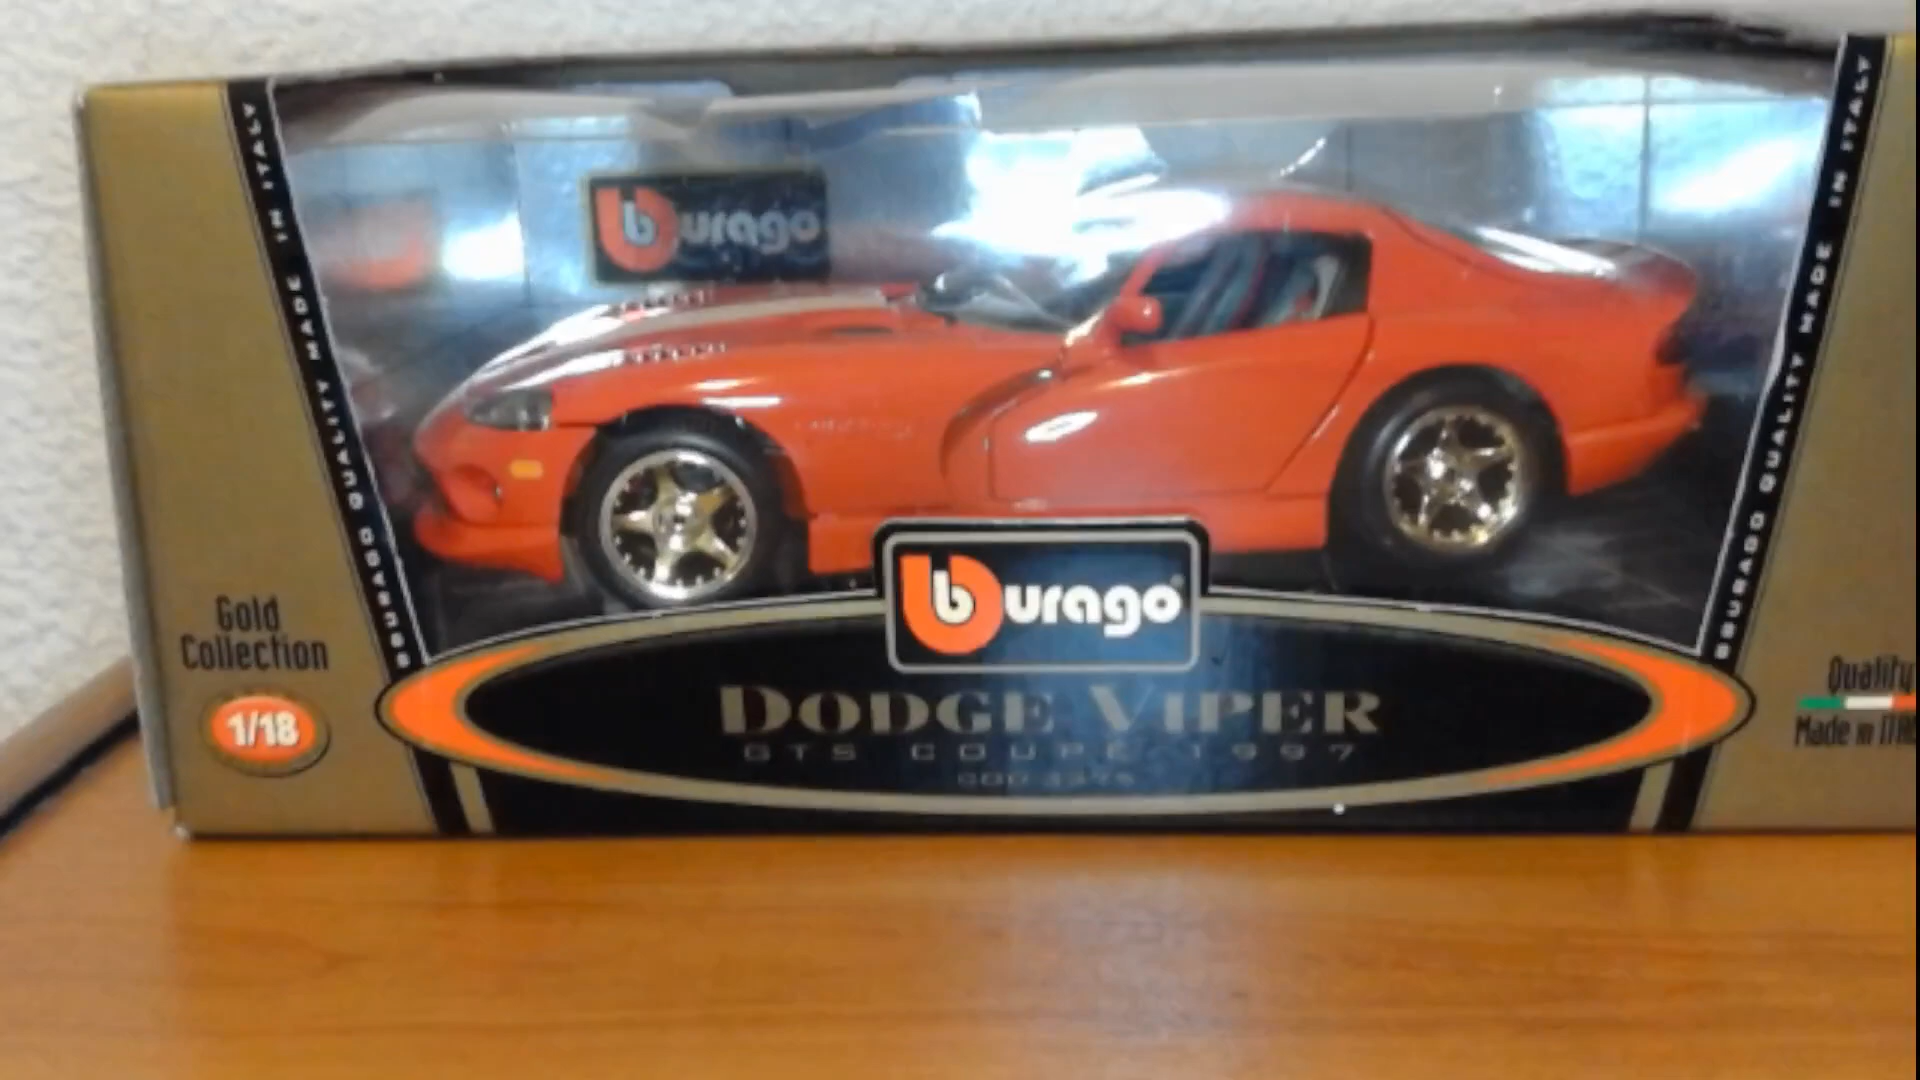 BBURAGO QUALITY MADE IN ITALY
burago
BBURAGO QUALITY MADE IN ITALY
Gold
Collection
1/18
burago
DODGE VIPER
GTS COUPE 1997
COD
Quality
Made in